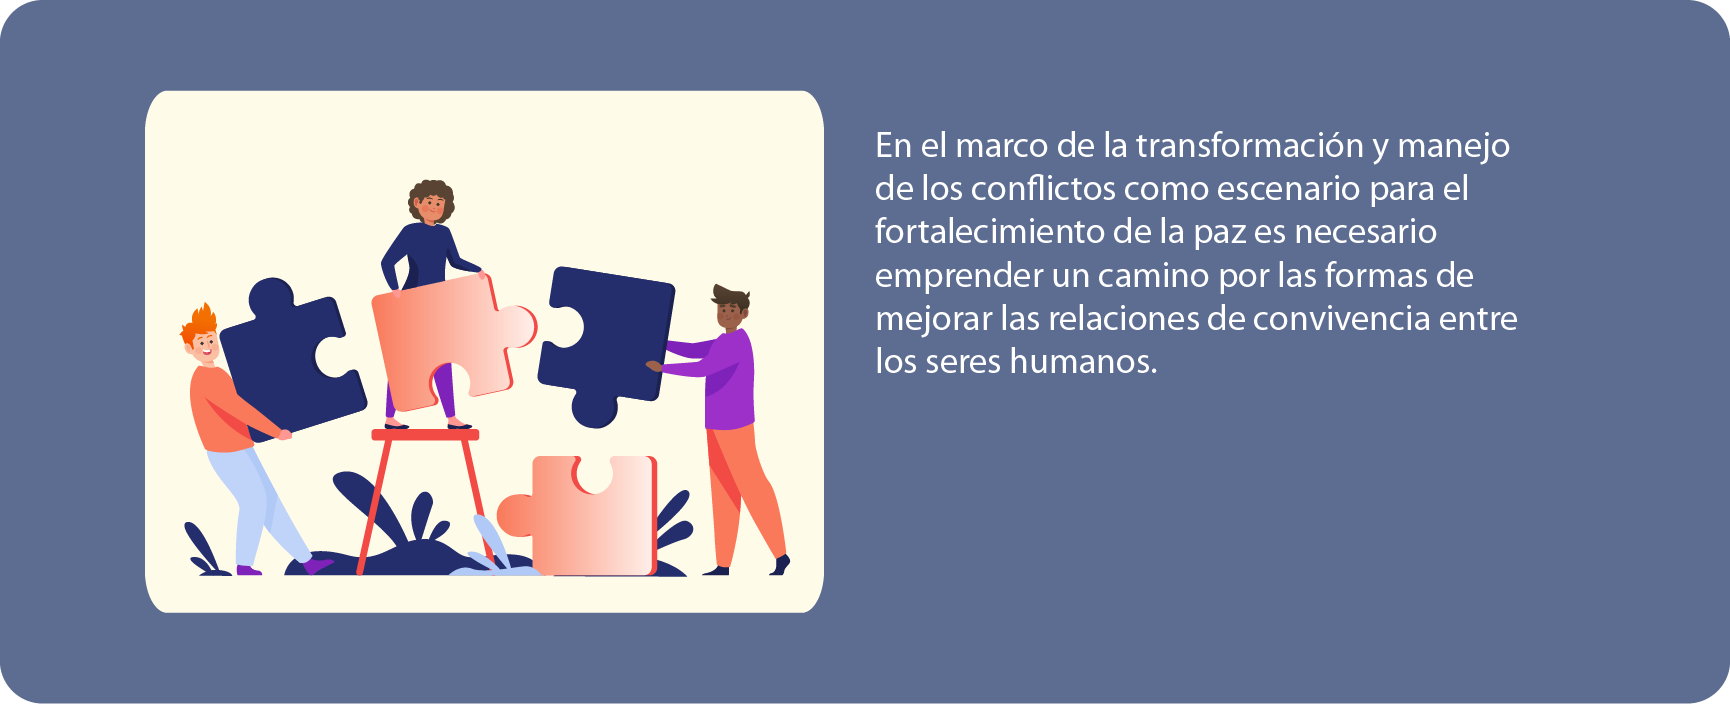 En el marco de la transformación y manejo
de los conflictos como escenario para el
fortalecimiento de la paz es necesario
emprender un camino por las formas de
mejorar las relaciones de convivencia entre
los seres humanos.